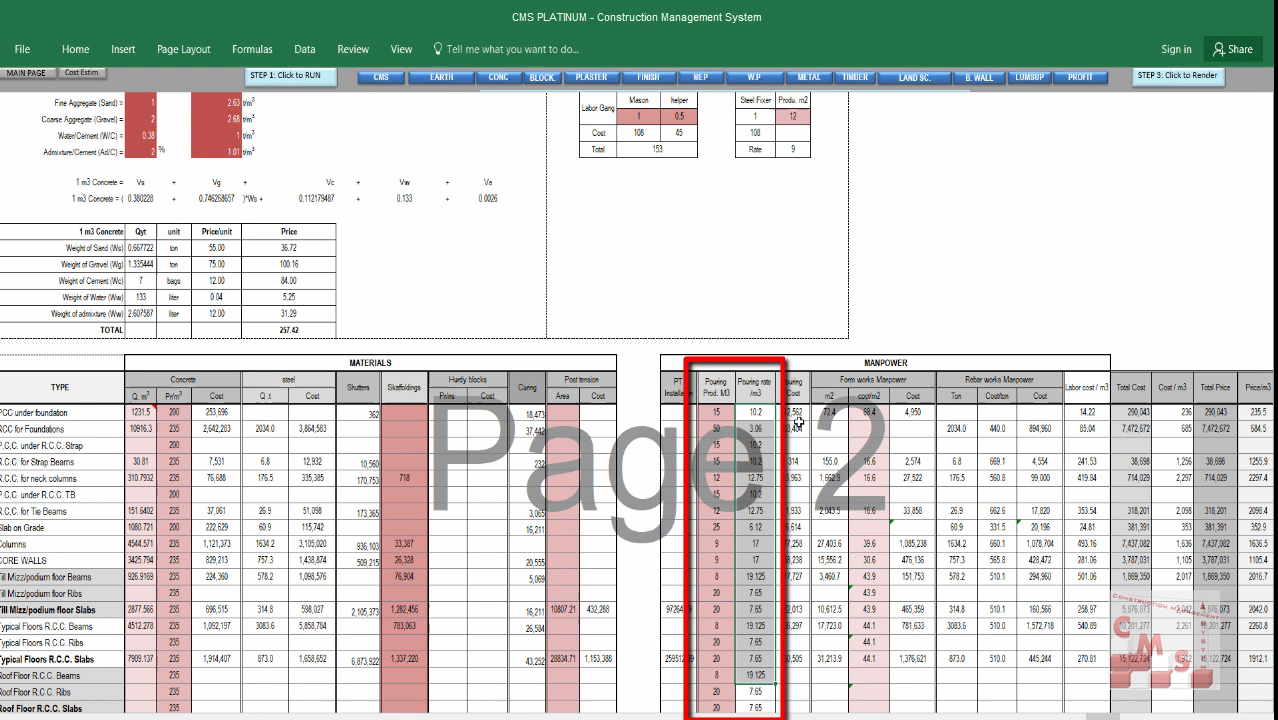 CMS PLATINUM - Construction Management System
File Home Insert Page Layout Formulas Data Review View Tell me what you want to do... Sign in Share
MAIN PAGE Cost Estim. STEP 1: Click to RUN CMS EARTH CONC BLOCK. PLASTER FINISH MEP W.P METAL TIMBER LAND SC. B. WALL LUMSUP PROFIT STEP 3: Click to Render
Fine Aggregate (Sand) = 1 2.63 t/m³
Coarse Aggregate (Gravel) = 2 2.68 t/m³
Water/Cement (W/C) = 0.38 1 t/m³
Admixture/Cement (Ad/C) = 2 % 1.01 t/m³
Labor Gang Mason helper
1 0.5
Cost 108 45
Total 153
Steel Fixer Produ. m2
1 12
108
Rate 9
1 m3 Concrete = Vs + Vg + Vc + Vw + Va
1 m3 Concrete = ( 0.380228 + 0.746268657 )*Ws + 0.112179487 + 0.133 + 0.0026
1 m3 Concrete Qyt unit Price/unit Price
Weight of Sand (Ws) 0.667722 ton 55.00 36.72
Weight of Gravel (Wg) 1.335444 ton 75.00 100.16
Weight of Cement (Wc) 7 bags 12.00 84.00
Weight of Water (Ww) 133 liter 0.04 5.25
Weight of admixture (Ww) 2.607587 liter 12.00 31.29
TOTAL 257.42
MATERIALS MANPOWER
TYPE Concrete steel Shutters Skaffoldings Hurdy blocks Curing Post tension Pouring Prod. M3 Pouring rate /m3 Form works Manpower Rebar works Manpower Labor cost / m3 Total Cost Cost / m3 Total Price Price/m3
Q. m³ Pr/m³ Cost Q .t Cost Pr/ns Cost Area Cost m2 cost/m2 Cost Ton Cost/ton Cost
PCC under foundation 1231.5 200 253,696 362 18,473 15 10.2 72.4 68.4 4,950 14.22 290,043 236 290,043 235.5
RCC for Foundations 10916.3 235 2,642,283 2034.0 3,864,583 37,442 50 3.06 2034.0 440.0 894,960 85.04 7,472,672 685 7,472,672 684.5
P.C.C. under R.C.C. Strap 200 15 10.2
R.C.C. for Strap Beams 30.81 235 7,531 6.8 12,932 10,560 232 15 10.2 314 155.0 16.6 2,574 6.8 669.1 4,554 241.53 38,698 1,256 38,698 1255.9
R.C.C. for neck columns 310.7932 235 76,688 176.5 335,385 170,753 718 12 12.75 3,963 1,662.9 16.6 27,522 176.5 560.8 99,000 419.84 714,029 2,297 714,029 2297.4
P.C.C. under R.C.C. TB 200 15 10.2
R.C.C. for Tie Beams 151.6402 235 37,061 26.9 51,098 173,365 3,065 12 12.75 1,933 2,043.5 16.6 33,858 26.9 662.6 17,820 353.54 318,201 2,098 318,201 2098.4
Slab on Grade 1080.721 200 222,629 60.9 115,742 16,211 25 6.12 6,614 60.9 331.5 20,196 24.81 381,391 353 381,391 352.9
Columns 4544.571 235 1,121,373 1634.2 3,105,020 936,103 33,387 9 17 77,258 27,403.6 39.6 1,085,238 1634.2 660.1 1,078,704 493.16 7,437,082 1,636 7,437,082 1636.5
CORE WALLS 3425.794 235 829,213 757.3 1,438,874 509,215 26,328 20,555 9 17 58,238 15,556.2 30.6 476,136 757.3 565.8 428,472 281.06 3,787,031 1,105 3,787,031 1105.4
Till Mizz/podium floor Beams 926.9169 235 224,360 578.2 1,098,576 76,904 5,069 8 19.125 17,727 3,460.7 43.9 151,753 578.2 510.1 294,960 501.06 1,869,350 2,017 1,869,350 2016.7
Till Mizz/podium floor Ribs 235 20 7.65 43.9
Till Mizz/podium floor Slabs 2877.566 235 696,515 314.8 598,027 2,105,373 1,282,456 16,211 10807.21 432,288 20 7.65 22,013 10,612.5 43.9 465,359 314.8 510.1 160,566 258.97 2042.0
Typical Floors R.C.C. Beams 4512.278 235 1,092,197 3083.6 5,858,784 783,063 26,584 8 19.125 86,297 17,723.0 44.1 781,633 3083.6 510.0 1,572,718 540.89 10,201,277 2,261 2260.8
Typical Floors R.C.C. Ribs 235 20 7.65 44.1
Typical Floors R.C.C. Slabs 7909.137 235 1,914,407 873.0 1,658,652 6,873,922 1,337,220 43,252 28834.71 1,153,388 20 7.65 60,505 31,213.9 44.1 1,376,621 873.0 510.0 445,244 270.81 15,122,724 1912.1
Roof Floor R.C.C. Beams 235 8 19.125
Roof Floor R.C.C. Ribs 235 20 7.65
Roof Floor R.C.C. Slabs 235 20 7.65
Page 2
CONSTRUCTION MANAGEMENT SYSTEM
CMS